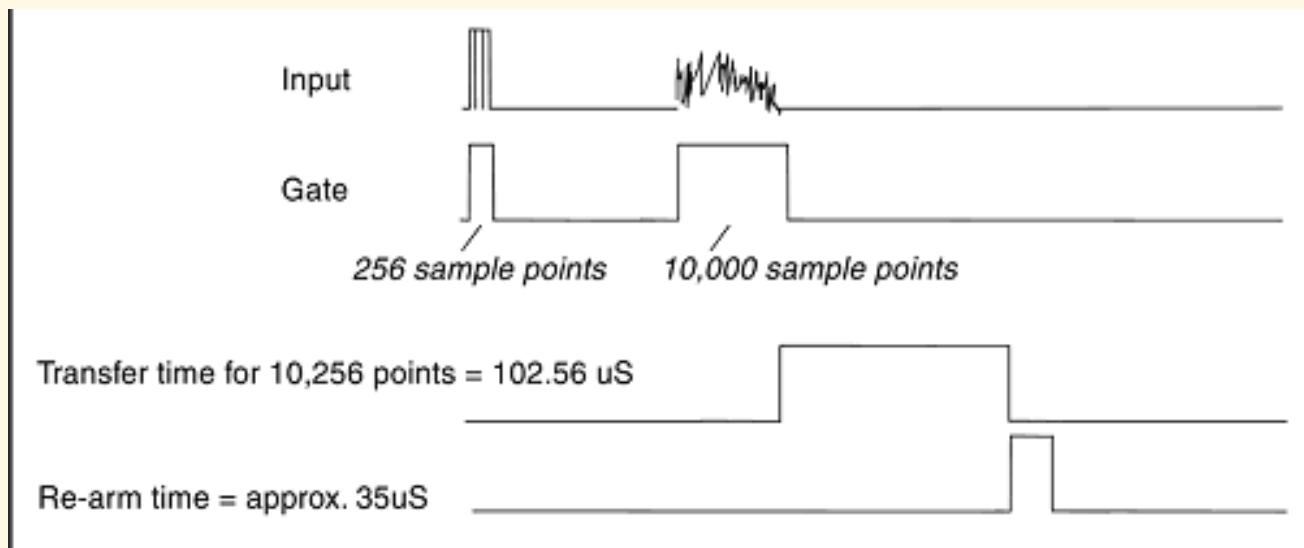 Input
Gate
256 sample points
10,000 sample points
Transfer time for 10,256 points = 102.56 uS
Re-arm time = approx. 35uS